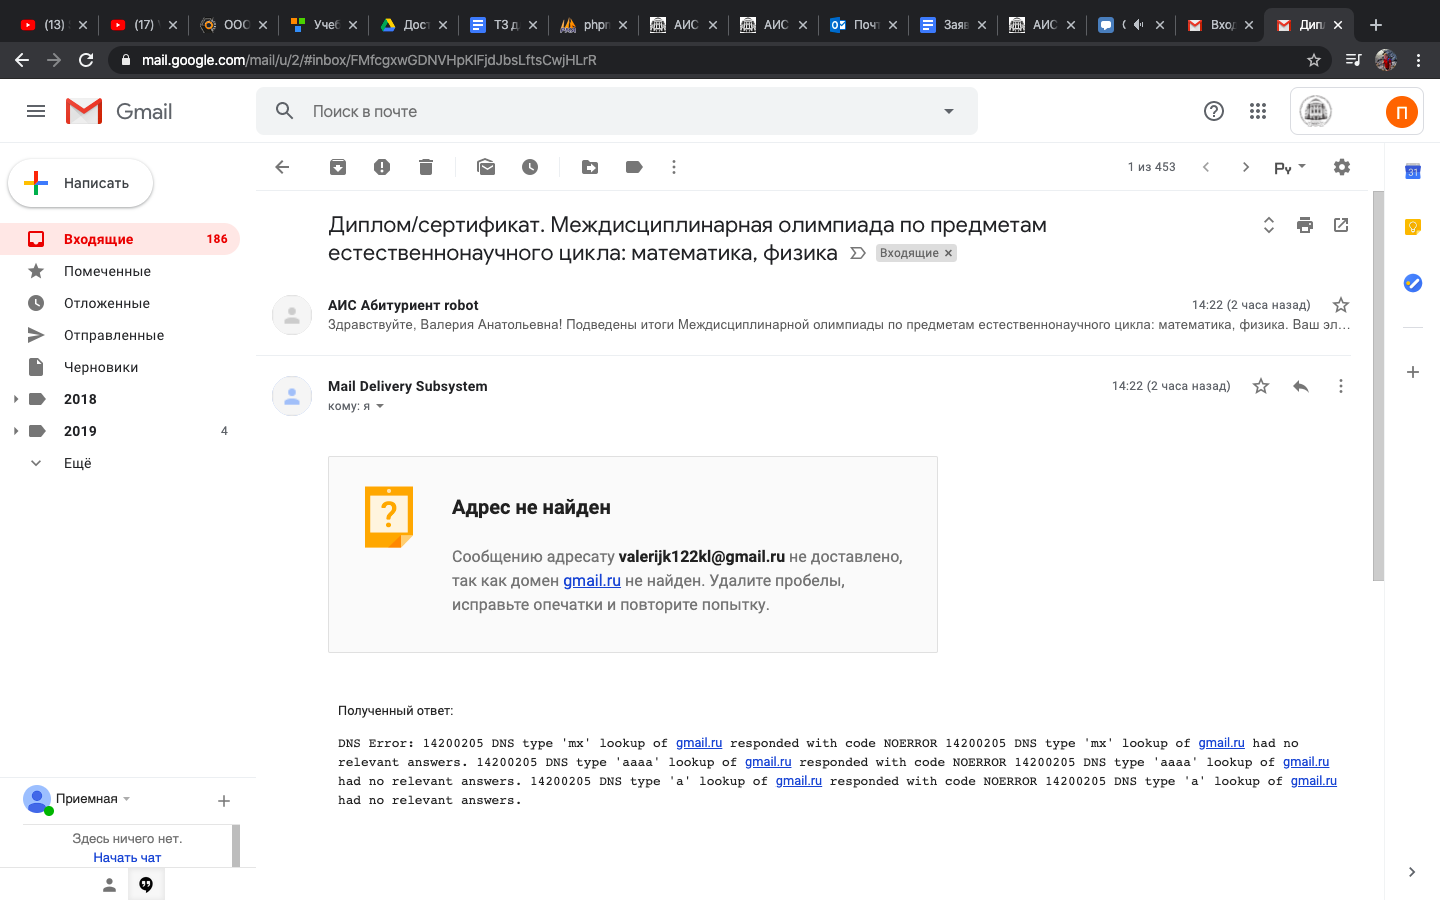 (13)
(17)
ООС
Учеб
Дост
ТЗ д
phpn
АИС
АИС
Почт
Заяв
АИС
Вход
Дипл
mail.google.com/mail/u/2/#inbox/FMfcgxwGDNVHpKlFjdJbsLftsCwjHLrR
Gmail
Поиск в почте
П
Написать
1 из 453
Ру
31
Входящие 186
Помеченные
Отложенные
Отправленные
Черновики
2018
2019 4
Ещё
Диплом/сертификат. Междисциплинарная олимпиада по предметам
естественнонаучного цикла: математика, физика Входящие
АИС Абитуриент robot 14:22 (2 часа назад)
Здравствуйте, Валерия Анатольевна! Подведены итоги Междисциплинарной олимпиады по предметам естественнонаучного цикла: математика, физика. Ваш эл...
Mail Delivery Subsystem 14:22 (2 часа назад)
кому: я
Адрес не найден
Сообщению адресату valerijk122kl@gmail.ru не доставлено,
так как домен gmail.ru не найден. Удалите пробелы,
исправьте опечатки и повторите попытку.
Полученный ответ:
DNS Error: 14200205 DNS type 'mx' lookup of gmail.ru responded with code NOERROR 14200205 DNS type 'mx' lookup of gmail.ru had no
relevant answers. 14200205 DNS type 'aaaa' lookup of gmail.ru responded with code NOERROR 14200205 DNS type 'aaaa' lookup of gmail.ru
had no relevant answers. 14200205 DNS type 'a' lookup of gmail.ru responded with code NOERROR 14200205 DNS type 'a' lookup of gmail.ru
had no relevant answers.
Приемная
Здесь ничего нет.
Начать чат